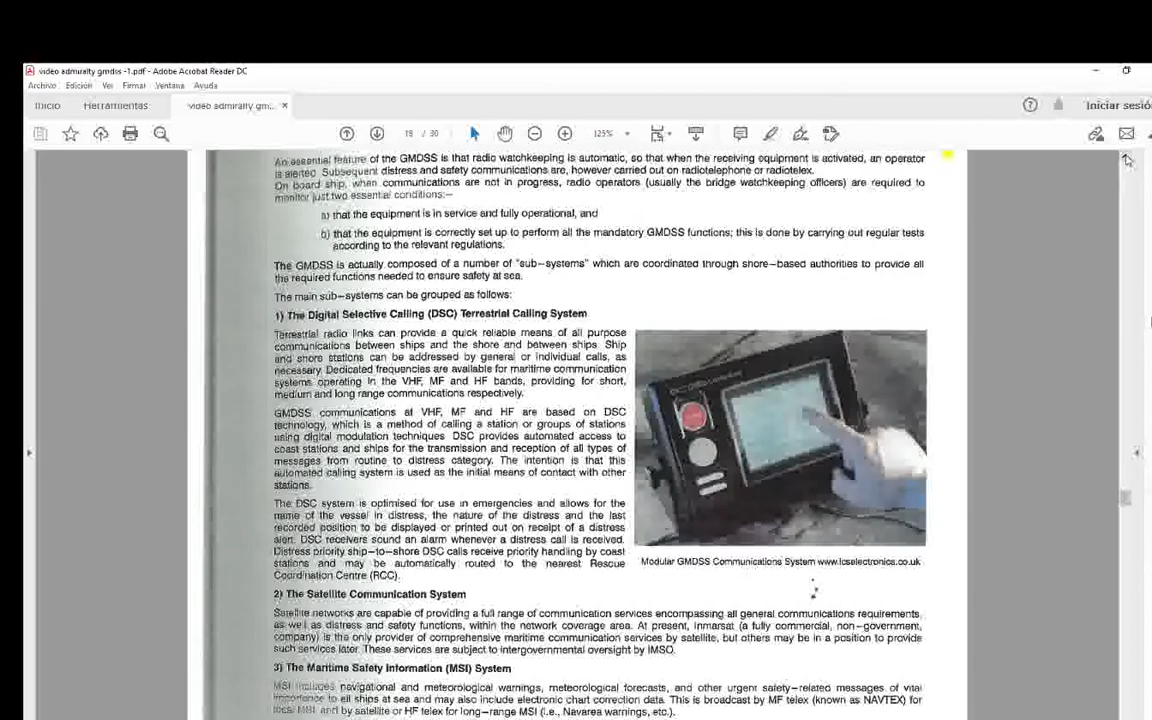 video admiralty gmdss -1.pdf - Adobe Acrobat Reader DC
Archivo Edición Ver Firmar Ventana Ayuda
Inicio Herramientas video admiralty gm... × Iniciar sesió
18 / 30 125%
An essential feature of the GMDSS is that radio watchkeeping is automatic, so that when the receiving equipment is activated, an operator
is alerted. Subsequent distress and safety communications are, however carried out on radiotelephone or radiotelex.
On board ship, when communications are not in progress, radio operators (usually the bridge watchkeeping officers) are required to
monitor just two essential conditions:–
a) that the equipment is in service and fully operational, and
b) that the equipment is correctly set up to perform all the mandatory GMDSS functions; this is done by carrying out regular tests
according to the relevant regulations.
The GMDSS is actually composed of a number of "sub–systems" which are coordinated through shore–based authorities to provide all
the required functions needed to ensure safety at sea.
The main sub–systems can be grouped as follows:
1) The Digital Selective Calling (DSC) Terrestrial Calling System
Terrestrial radio links can provide a quick reliable means of all purpose
communications between ships and the shore and between ships. Ship
and shore stations can be addressed by general or individual calls, as
necessary. Dedicated frequencies are available for maritime communication
systems operating in the VHF, MF and HF bands, providing for short,
medium and long range communications respectively.
GMDSS communications at VHF, MF and HF are based on DSC
technology, which is a method of calling a station or groups of stations
using digital modulation techniques. DSC provides automated access to
coast stations and ships for the transmission and reception of all types of
messages from routine to distress category. The intention is that this
automated calling system is used as the initial means of contact with other
stations.
The DSC system is optimised for use in emergencies and allows for the
name of the vessel in distress, the nature of the distress and the last
recorded position to be displayed or printed out on receipt of a distress
alert. DSC receivers sound an alarm whenever a distress call is received.
Distress priority ship–to–shore DSC calls receive priority handling by coast
stations and may be automatically routed to the nearest Rescue
Coordination Centre (RCC).
Modular GMDSS Communications System www.icselectronics.co.uk
2) The Satellite Communication System
Satellite networks are capable of providing a full range of communication services encompassing all general communications requirements,
as well as distress and safety functions, within the network coverage area. At present, Inmarsat (a fully commercial, non–government,
company) is the only provider of comprehensive maritime communication services by satellite, but others may be in a position to provide
such services later. These services are subject to intergovernmental oversight by IMSO.
3) The Maritime Safety Information (MSI) System
MSI includes navigational and meteorological warnings, meteorological forecasts, and other urgent safety–related messages of vital
importance to all ships at sea and may also include electronic chart correction data. This is broadcast by MF telex (known as NAVTEX) for
local MSI and by satellite or HF telex for long–range MSI (i.e., Navarea warnings, etc.).